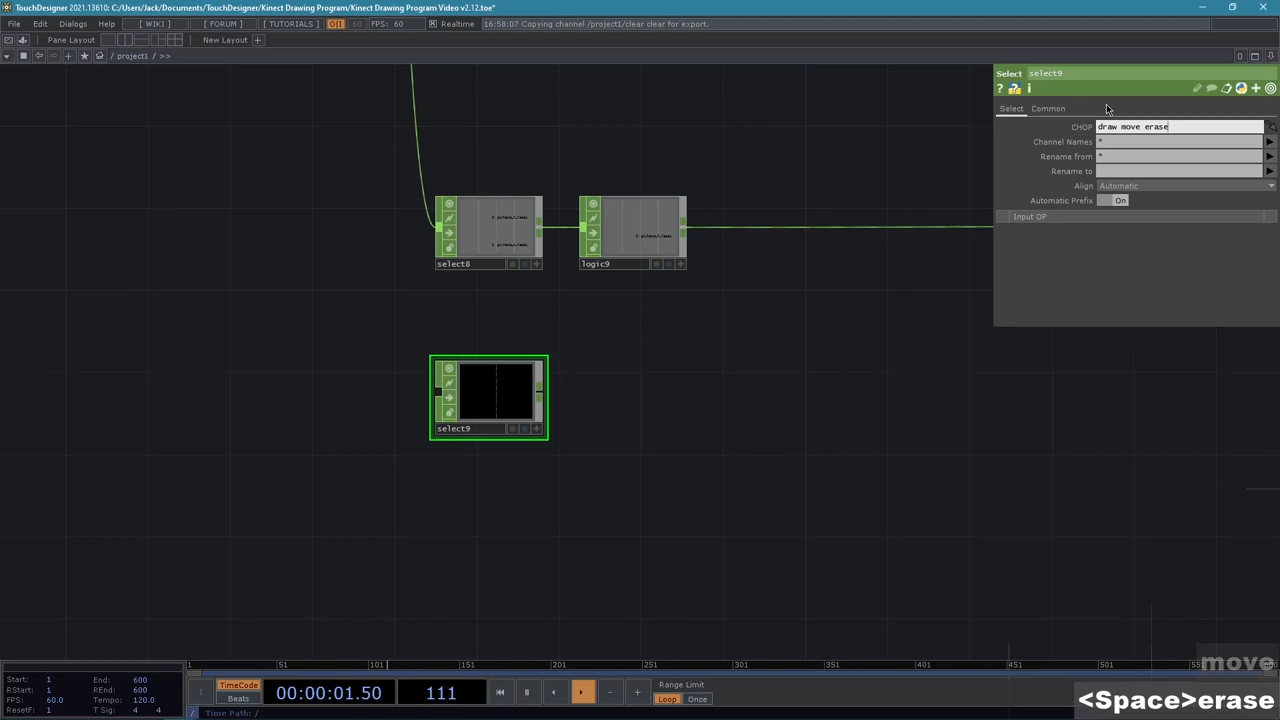 TouchDesigner 2021.13610: C:/Users/Jack/Documents/TouchDesigner/Kinect Drawing Program/Kinect Drawing Program Video v2.12.toe*
File Edit Dialogs Help [ WIKI ] [ FORUM ] [ TUTORIALS ] O|I 60 FPS: 60 Realtime 16:58:07 Copying channel /project1/clear clear for export.
Pane Layout New Layout +
/ project1 / >> 0
Select select9
? i
Select Common
CHOP draw move erase
Channel Names *
Rename from *
Rename to
Align Automatic
Automatic Prefix On
Input OP
select8 logic9
select9
1 51 101 151 201 251 301 351 401 451 501
Start: 1 End: 600
RStart: 1 REnd: 600
FPS: 60.0 Tempo: 120.0
ResetF: 1 T Sig: 4 4
TimeCode
Beats
00:00:01.50 111
- +
Range Limit
Loop Once
/ Time Path: /
move
<Space>erase